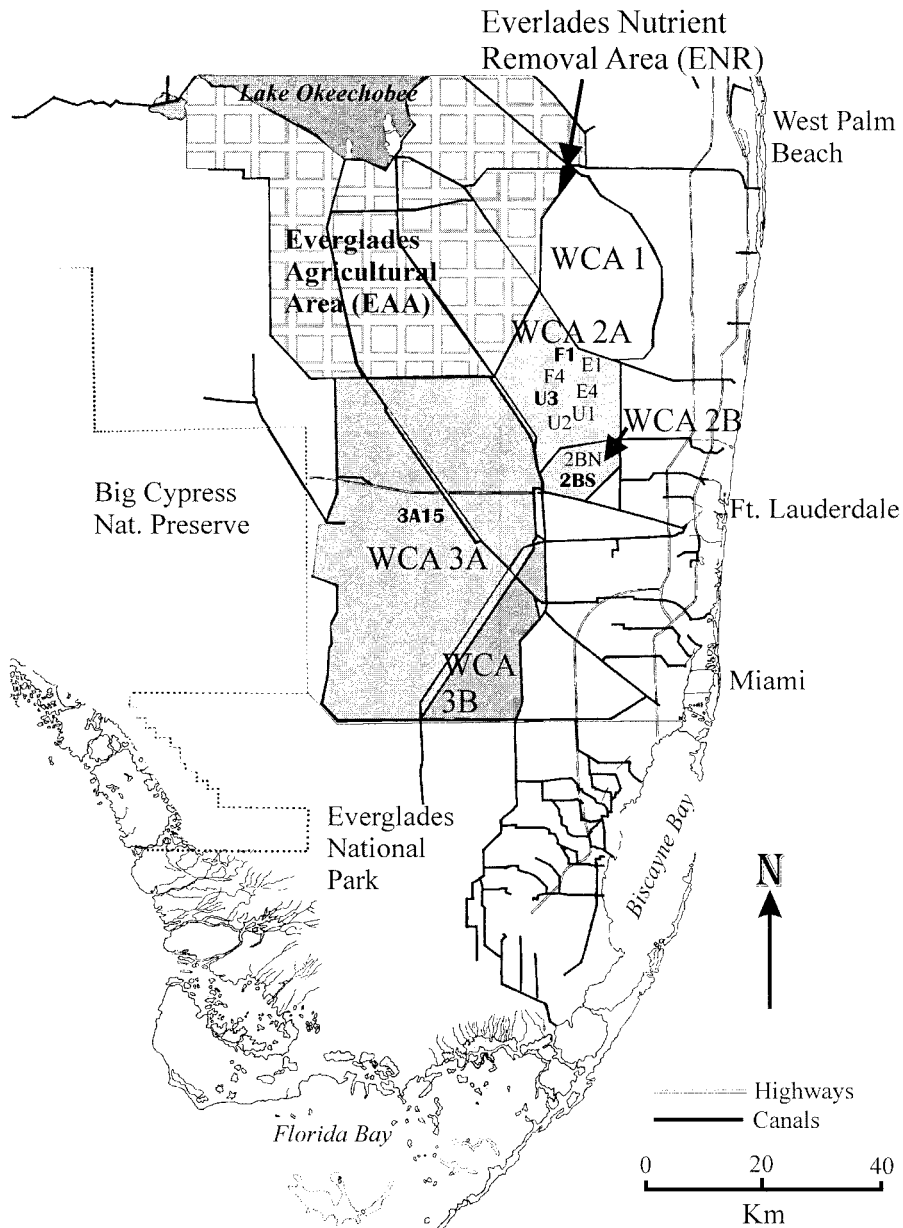 Everlades Nutrient
Removal Area (ENR)
Lake Okeechobee
West Palm
Beach
WCA 1
Everglades
Agricultural
Area (EAA)
WCA 2A
F1
E1
F4
E4
U3
U1
U2
WCA 2B
2BN
2BS
Big Cypress
Nat. Preserve
3A15
Ft. Lauderdale
WCA 3A
WCA
3B
Miami
Everglades
National
Park
Biscayne Bay
N
Highways
Canals
Florida Bay
0 20 40
Km